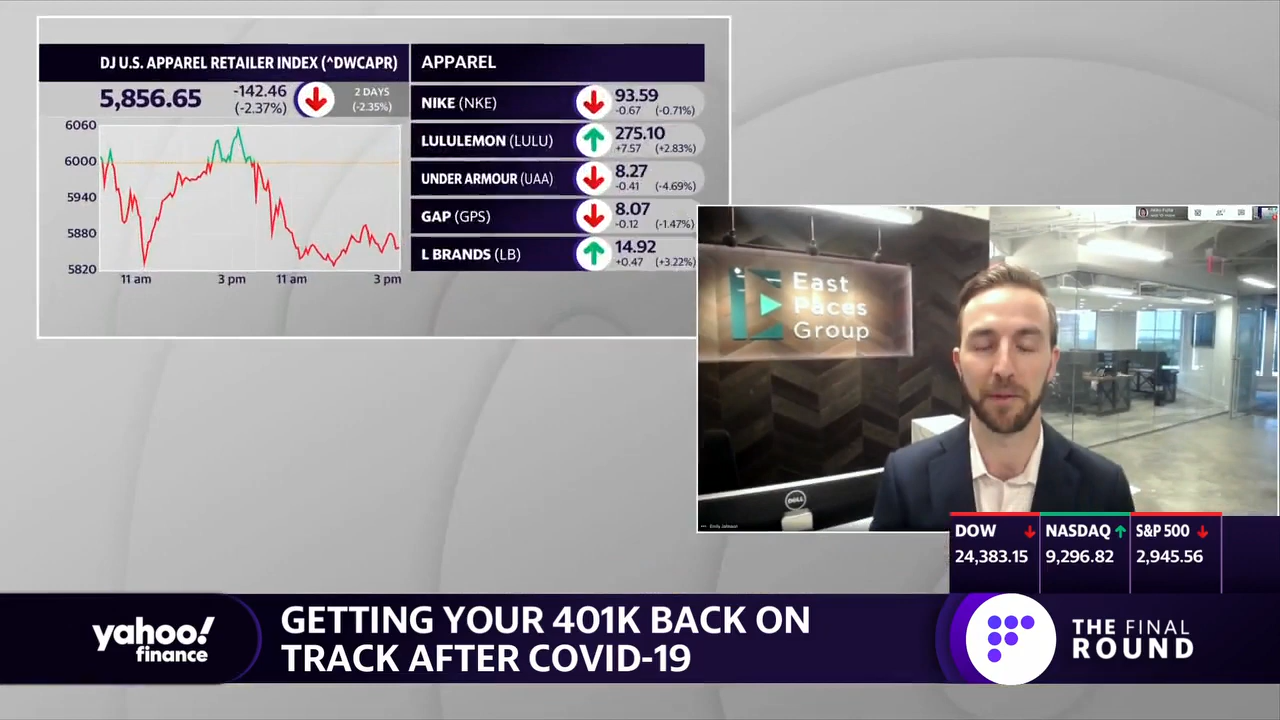 DJ U.S. APPAREL RETAILER INDEX (^DWCAPR)
5,856.65
-142.46
(-2.37%)
2 DAYS
(-2.35%)
6060
6000
5940
5880
5820
11 am
3 pm
11 am
3 pm
APPAREL
NIKE (NKE)
93.59
-0.67 (-0.71%)
LULULEMON (LULU)
275.10
+7.57 (+2.83%)
UNDER ARMOUR (UAA)
8.27
-0.41 (-4.69%)
GAP (GPS)
8.07
-0.12 (-1.47%)
L BRANDS (LB)
14.92
+0.47 (+3.22%)
East
Paces
Group
DELL
Emily Johnson
DOW
24,383.15
NASDAQ
9,296.82
S&P 500
2,945.56
yahoo!
finance
GETTING YOUR 401K BACK ON
TRACK AFTER COVID-19
THE FINAL
ROUND